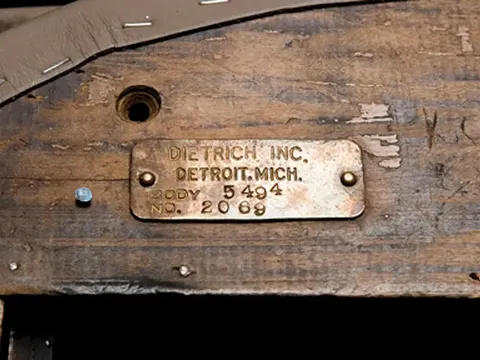 DIETRICH INC.
DETROIT.MICH.
BODY 5494
NO. 2069